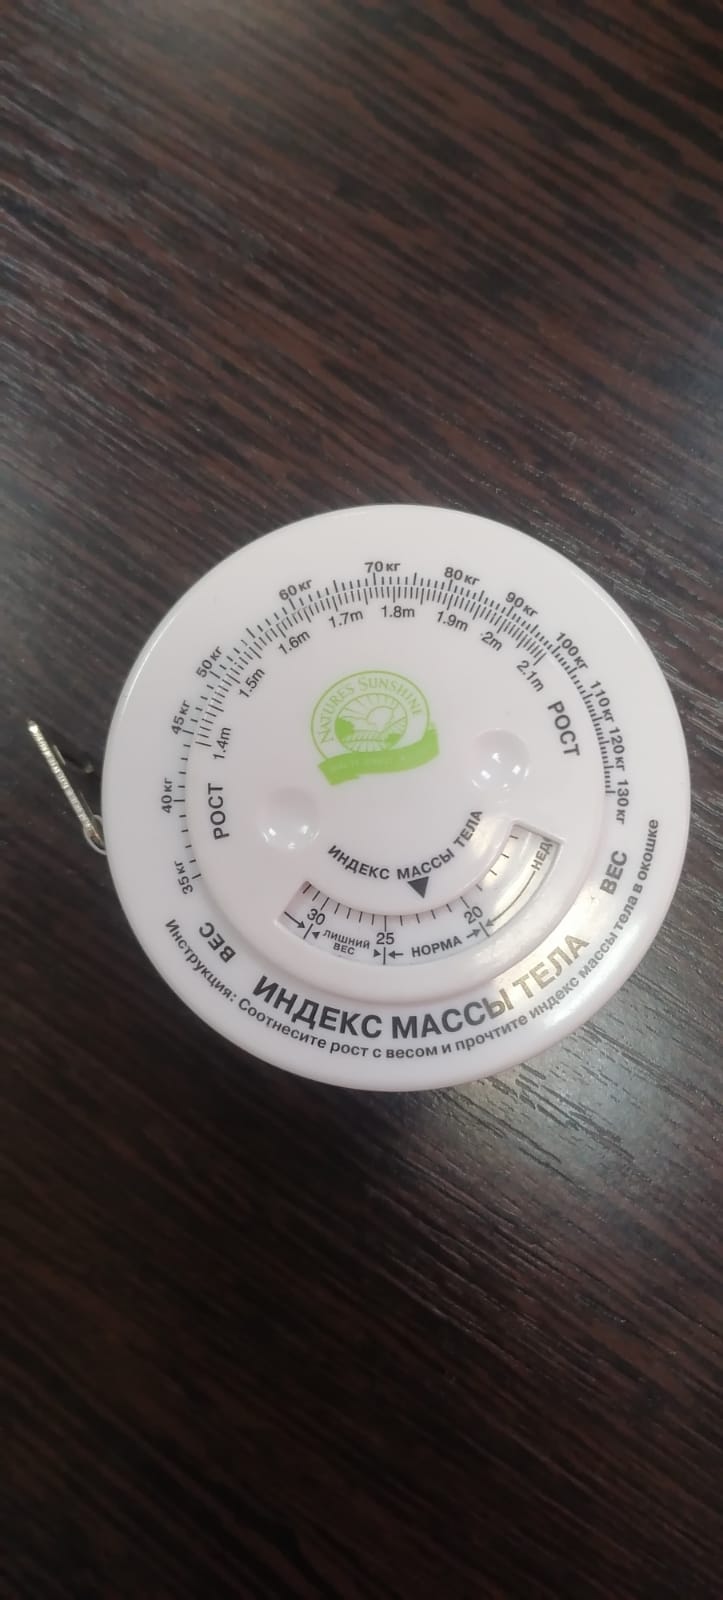 35 кг
40 кг
45 кг
50 кг
60 кг
70 кг
80 кг
90 кг
100 кг
110 кг
120 кг
130 кг
1.4m
1.5m
1.6m
1.7m
1.8m
1.9m
2m
2.1m
РОСТ
РОСТ
NATURES SUNSHINE
ИНДЕКС МАССЫ ТЕЛА
30
25
20
ЛИШНИЙ
ВЕС
НОРМА
НЕД
ВЕС
ВЕС
ИНДЕКС МАССЫ ТЕЛА
Инструкция: Соотнесите рост с весом и прочтите индекс массы тела в окошке